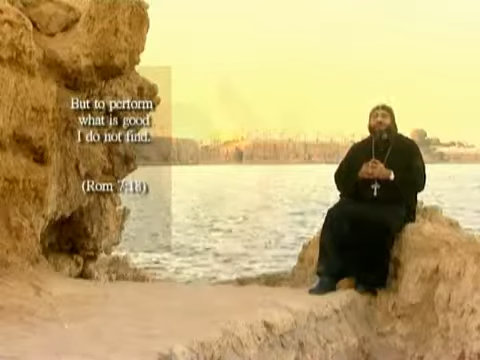 But to perform
what is good
I do not find.
(Rom 7:18)